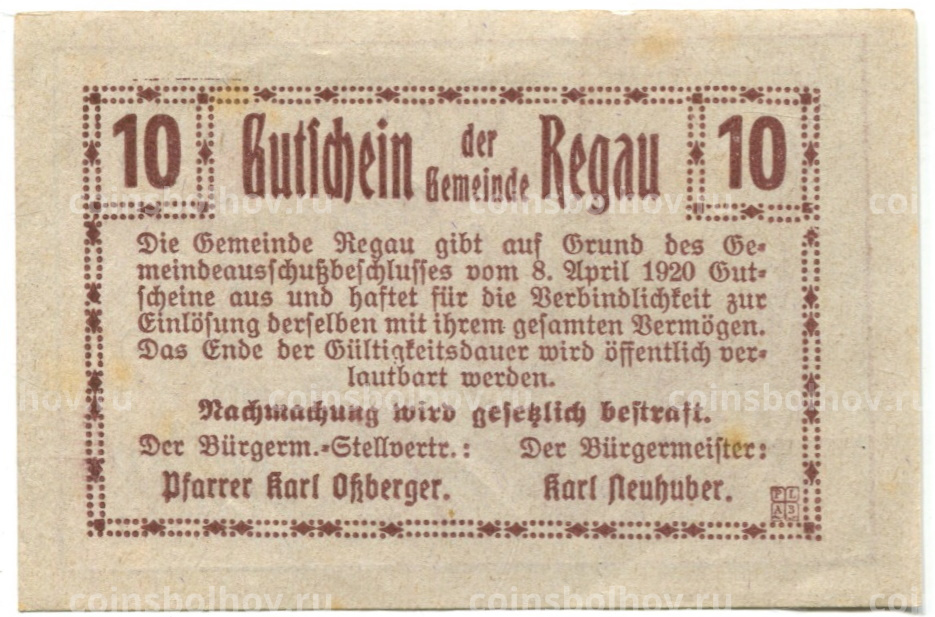 10 Gutschein der Gemeinde Regau 10
Die Gemeinde Regau gibt auf Grund des Ge-
meindeausschußbeschlusses vom 8. April 1920 Gut-
scheine aus und haftet für die Verbindlichkeit zur
Einlösung derselben mit ihrem gesamten Vermögen.
Das Ende der Gültigkeitsdauer wird öffentlich ver-
lautbart werden.
Nachmachung wird gesetzlich bestraft.
Der Bürgerm.-Stellvertr.: Der Bürgermeister:
Pfarrer Karl Oßberger. Karl Neuhuber.
coinsbolhov.ru